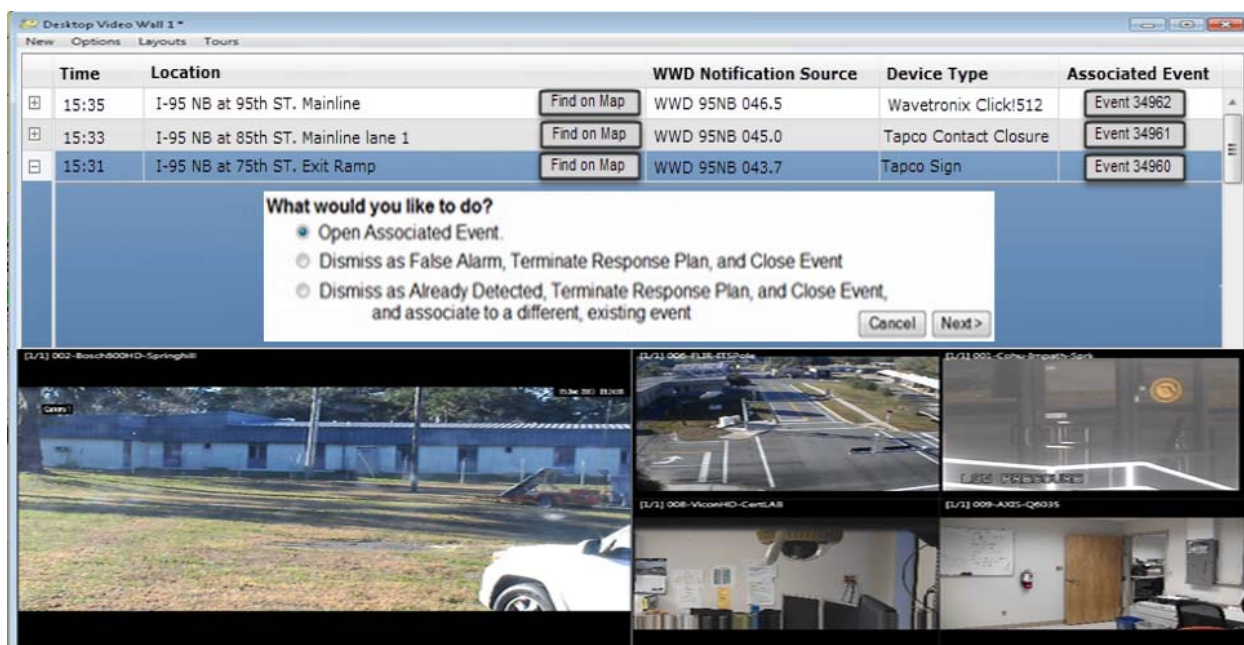 Desktop Video Wall 1 *
New Options Layouts Tours
Time Location WWD Notification Source Device Type Associated Event
15:35 I-95 NB at 95th ST. Mainline Find on Map WWD 95NB 046.5 Wavetronix Click!512 Event 34962
15:33 I-95 NB at 85th ST. Mainline lane 1 Find on Map WWD 95NB 045.0 Tapco Contact Closure Event 34961
15:31 I-95 NB at 75th ST. Exit Ramp Find on Map WWD 95NB 043.7 Tapco Sign Event 34960
What would you like to do?
Open Associated Event.
Dismiss as False Alarm, Terminate Response Plan, and Close Event
Dismiss as Already Detected, Terminate Response Plan, and Close Event,
and associate to a different, existing event
Cancel Next >
[1/1] 002-Bosch800HD-Springhill
[1/1] 006-FLIR-ITSPole
[1/1] 001-Cohu-Impath-Sprk
Camera 1
LOW PRESSURE
[1/1] 008-ViconHD-CertLAB
[1/1] 009-AXIS-Q6035